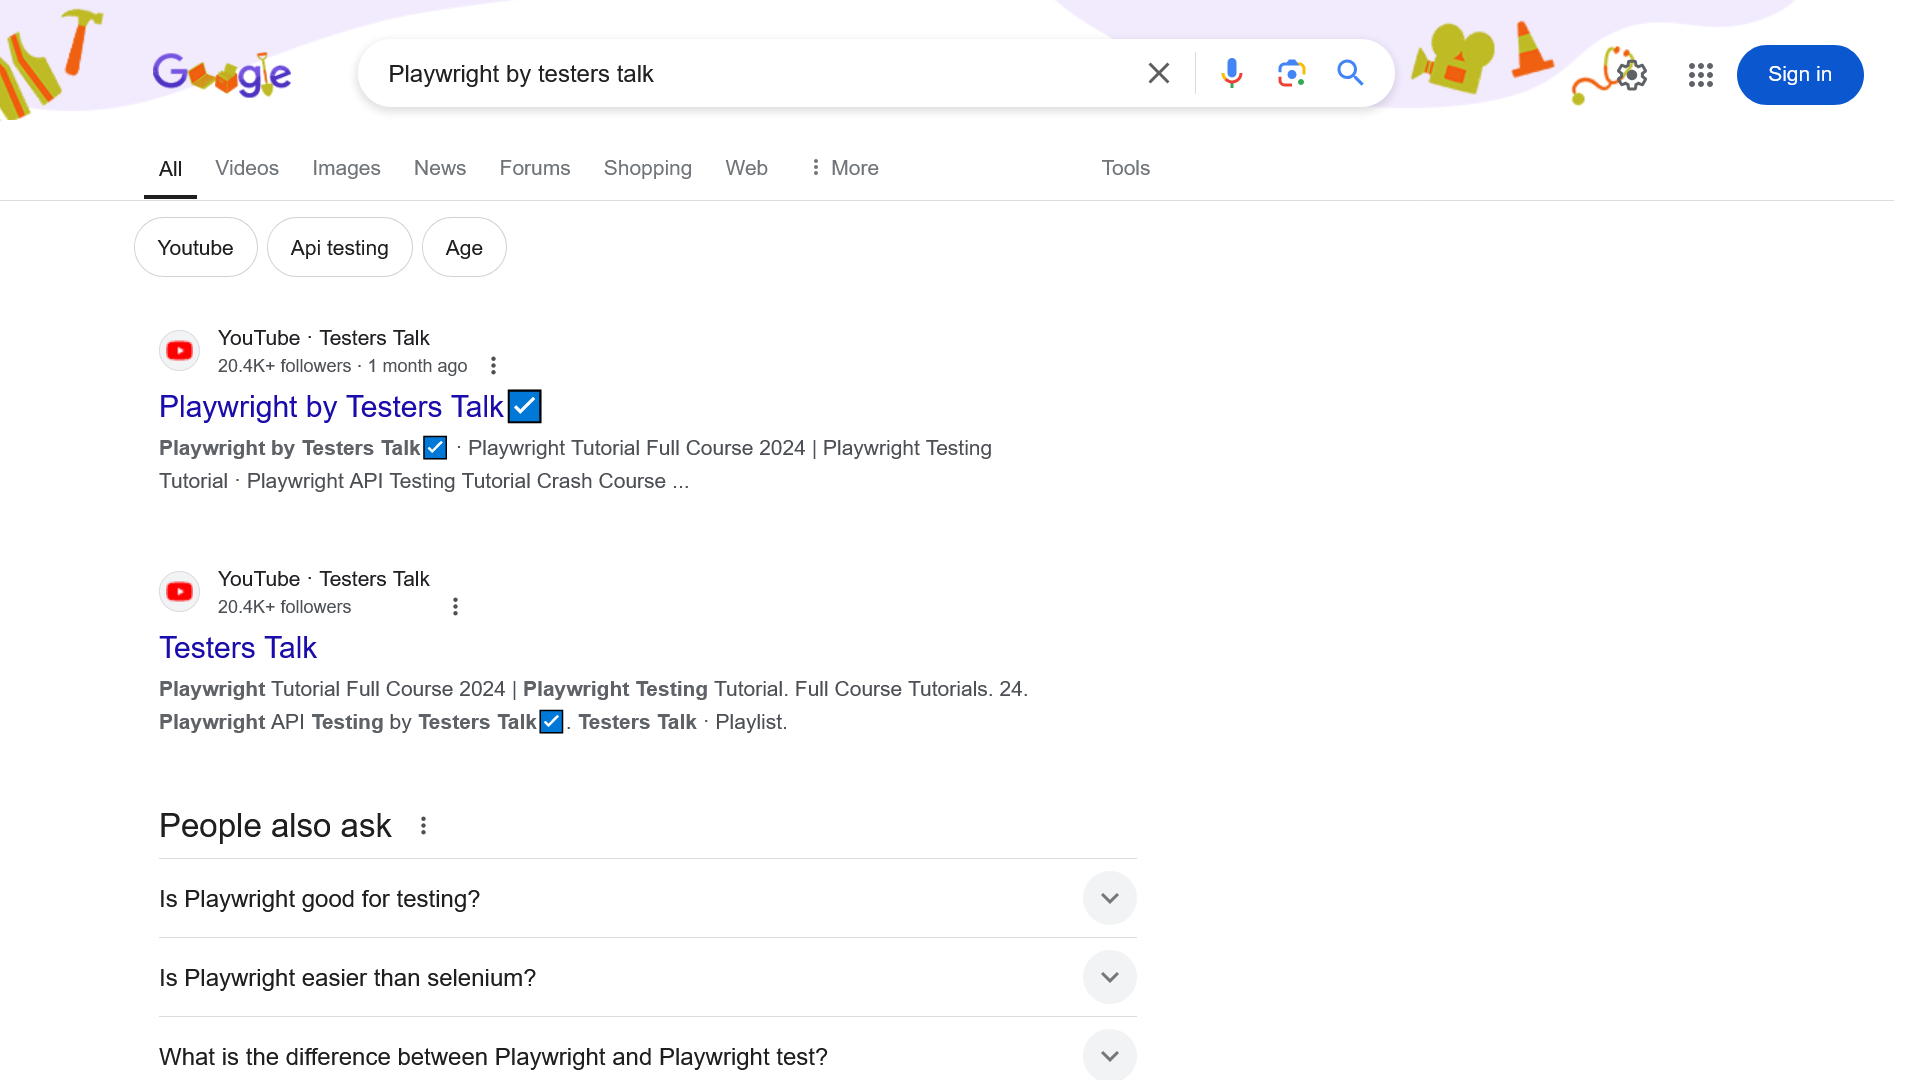 Google
Playwright by testers talk
Sign in
All Videos Images News Forums Shopping Web More Tools
Youtube Api testing Age
YouTube · Testers Talk
20.4K+ followers · 1 month ago
Playwright by Testers Talk☑
Playwright by Testers Talk☑ · Playwright Tutorial Full Course 2024 | Playwright Testing
Tutorial · Playwright API Testing Tutorial Crash Course ...
YouTube · Testers Talk
20.4K+ followers
Testers Talk
Playwright Tutorial Full Course 2024 | Playwright Testing Tutorial. Full Course Tutorials. 24.
Playwright API Testing by Testers Talk☑. Testers Talk · Playlist.
People also ask
Is Playwright good for testing?
Is Playwright easier than selenium?
What is the difference between Playwright and Playwright test?